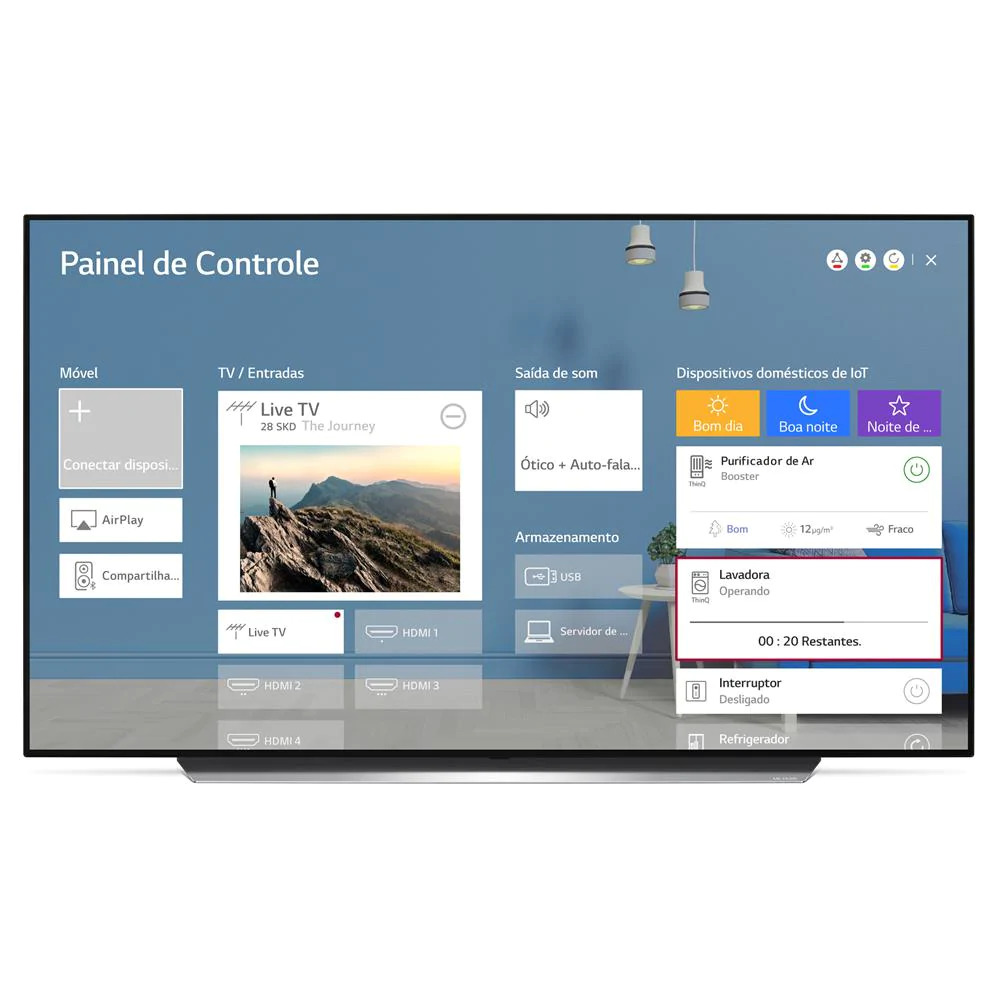 Painel de Controle
Móvel
Conectar disposi...
AirPlay
Compartilha...
TV / Entradas
Live TV
28 SKD The Journey
Live TV
HDMI 1
HDMI 2
HDMI 3
HDMI 4
Saída de som
Ótico + Auto-fala...
Armazenamento
USB
Servidor de ...
Dispositivos domésticos de IoT
Bom dia
Boa noite
Noite de ...
Purificador de Ar
Booster
ThinQ
Bom
12µg/m³
Fraco
Lavadora
Operando
ThinQ
00 : 20 Restantes.
Interruptor
Desligado
Refrigerador